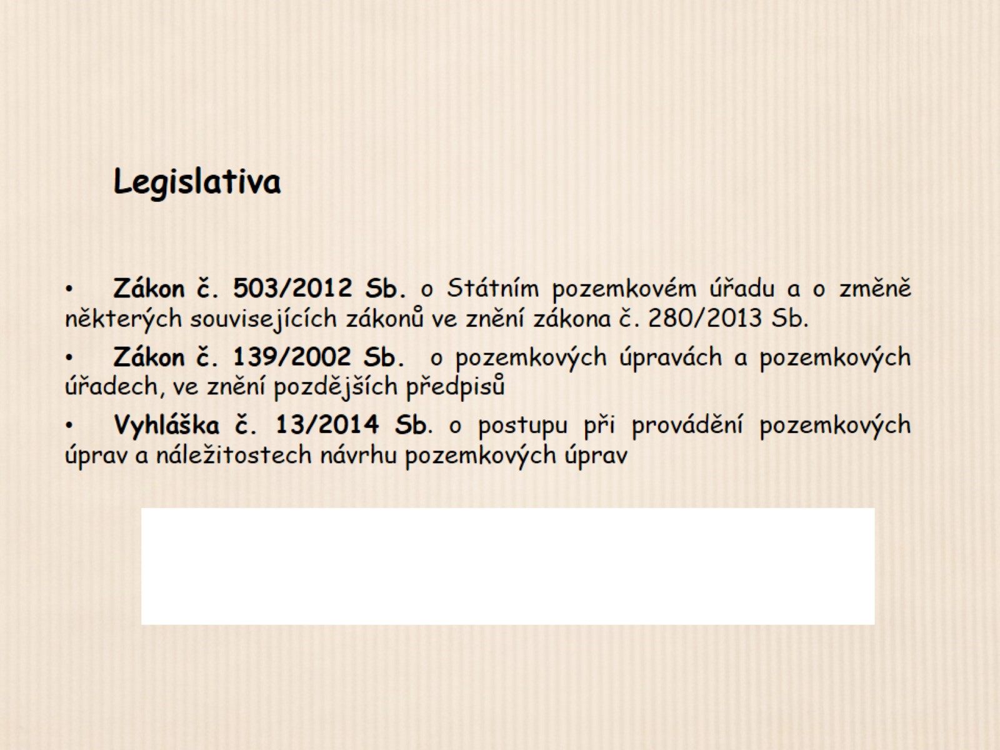 Legislativa
• Zákon č. 503/2012 Sb. o Státním pozemkovém úřadu a o změně
některých souvisejících zákonů ve znění zákona č. 280/2013 Sb.
• Zákon č. 139/2002 Sb. o pozemkových úpravách a pozemkových
úřadech, ve znění pozdějších předpisů
• Vyhláška č. 13/2014 Sb. o postupu při provádění pozemkových
úprav a náležitostech návrhu pozemkových úprav